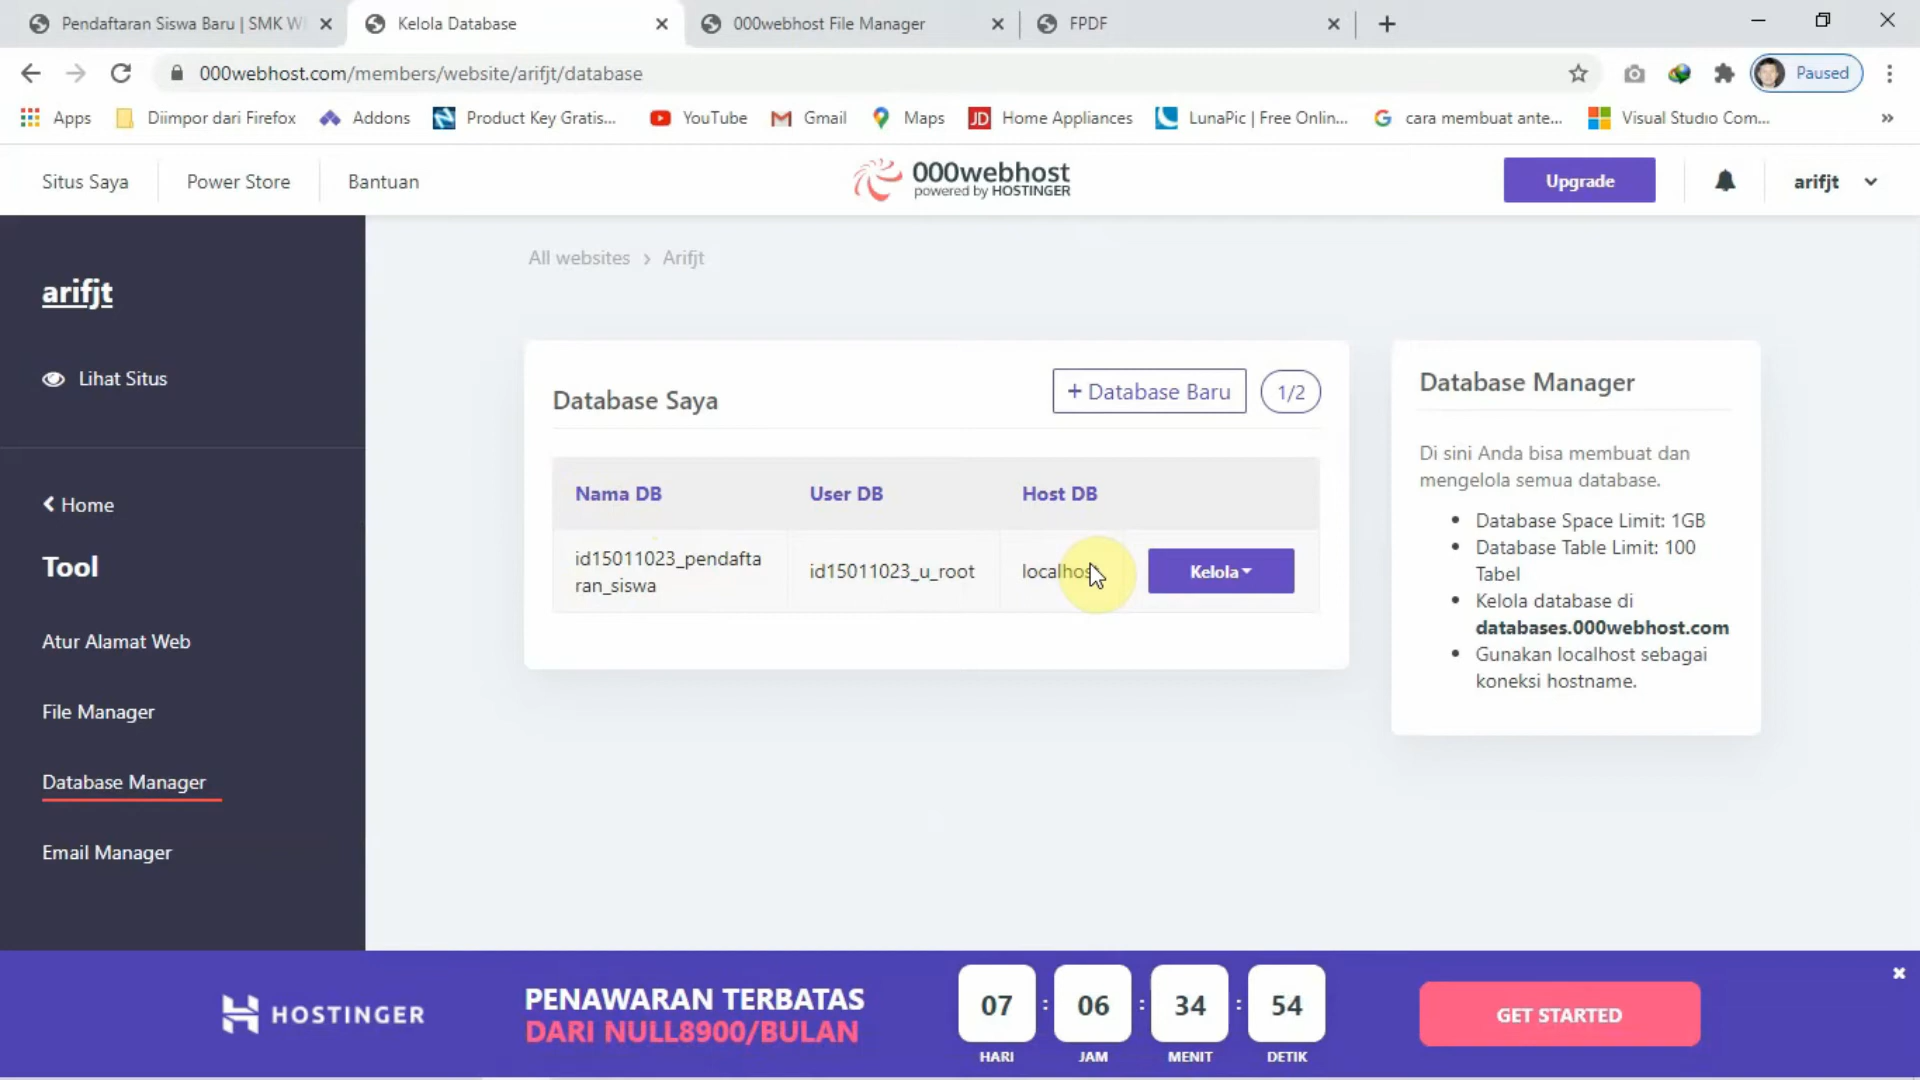 Pendaftaran Siswa Baru | SMK WI
Kelola Database
000webhost File Manager
FPDF
000webhost.com/members/website/arifjt/database
Paused
Apps
Diimpor dari Firefox
Addons
Product Key Gratis...
YouTube
Gmail
Maps
JD
Home Appliances
LunaPic | Free Onlin...
cara membuat ante...
Visual Studio Com...
»
Situs Saya
Power Store
Bantuan
000webhost
powered by HOSTINGER
Upgrade
arifjt
arifjt
Lihat Situs
Home
Tool
Atur Alamat Web
File Manager
Database Manager
Email Manager
All websites › Arifjt
Database Saya
+ Database Baru
1/2
Nama DB
User DB
Host DB
id15011023_pendafta
ran_siswa
id15011023_u_root
localhost
Kelola
Database Manager
Di sini Anda bisa membuat dan
mengelola semua database.
• Database Space Limit: 1GB
• Database Table Limit: 100
Tabel
• Kelola database di
databases.000webhost.com
• Gunakan localhost sebagai
koneksi hostname.
HOSTINGER
PENAWARAN TERBATAS
DARI NULL8900/BULAN
07 : 06 : 34 : 54
HARI JAM MENIT DETIK
GET STARTED